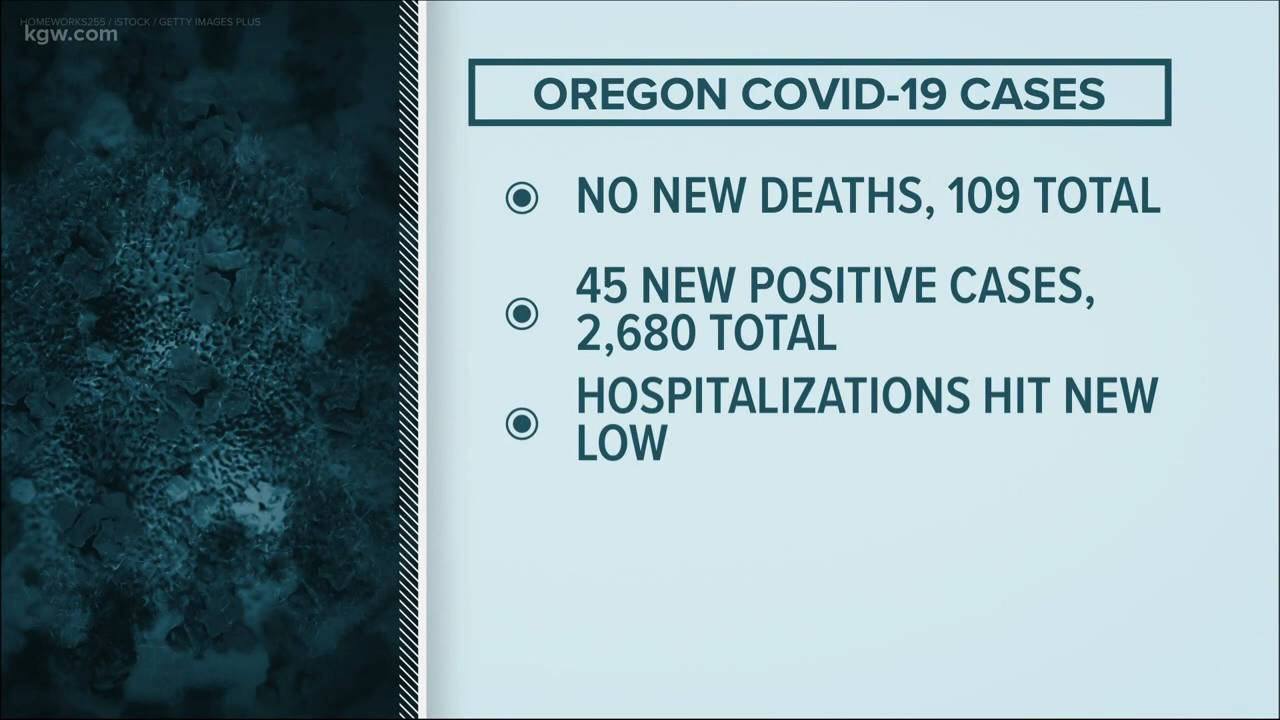 HOMEWORKS255 / iSTOCK / GETTY IMAGES PLUS
kgw.com
OREGON COVID-19 CASES
NO NEW DEATHS, 109 TOTAL
45 NEW POSITIVE CASES,
2,680 TOTAL
HOSPITALIZATIONS HIT NEW
LOW